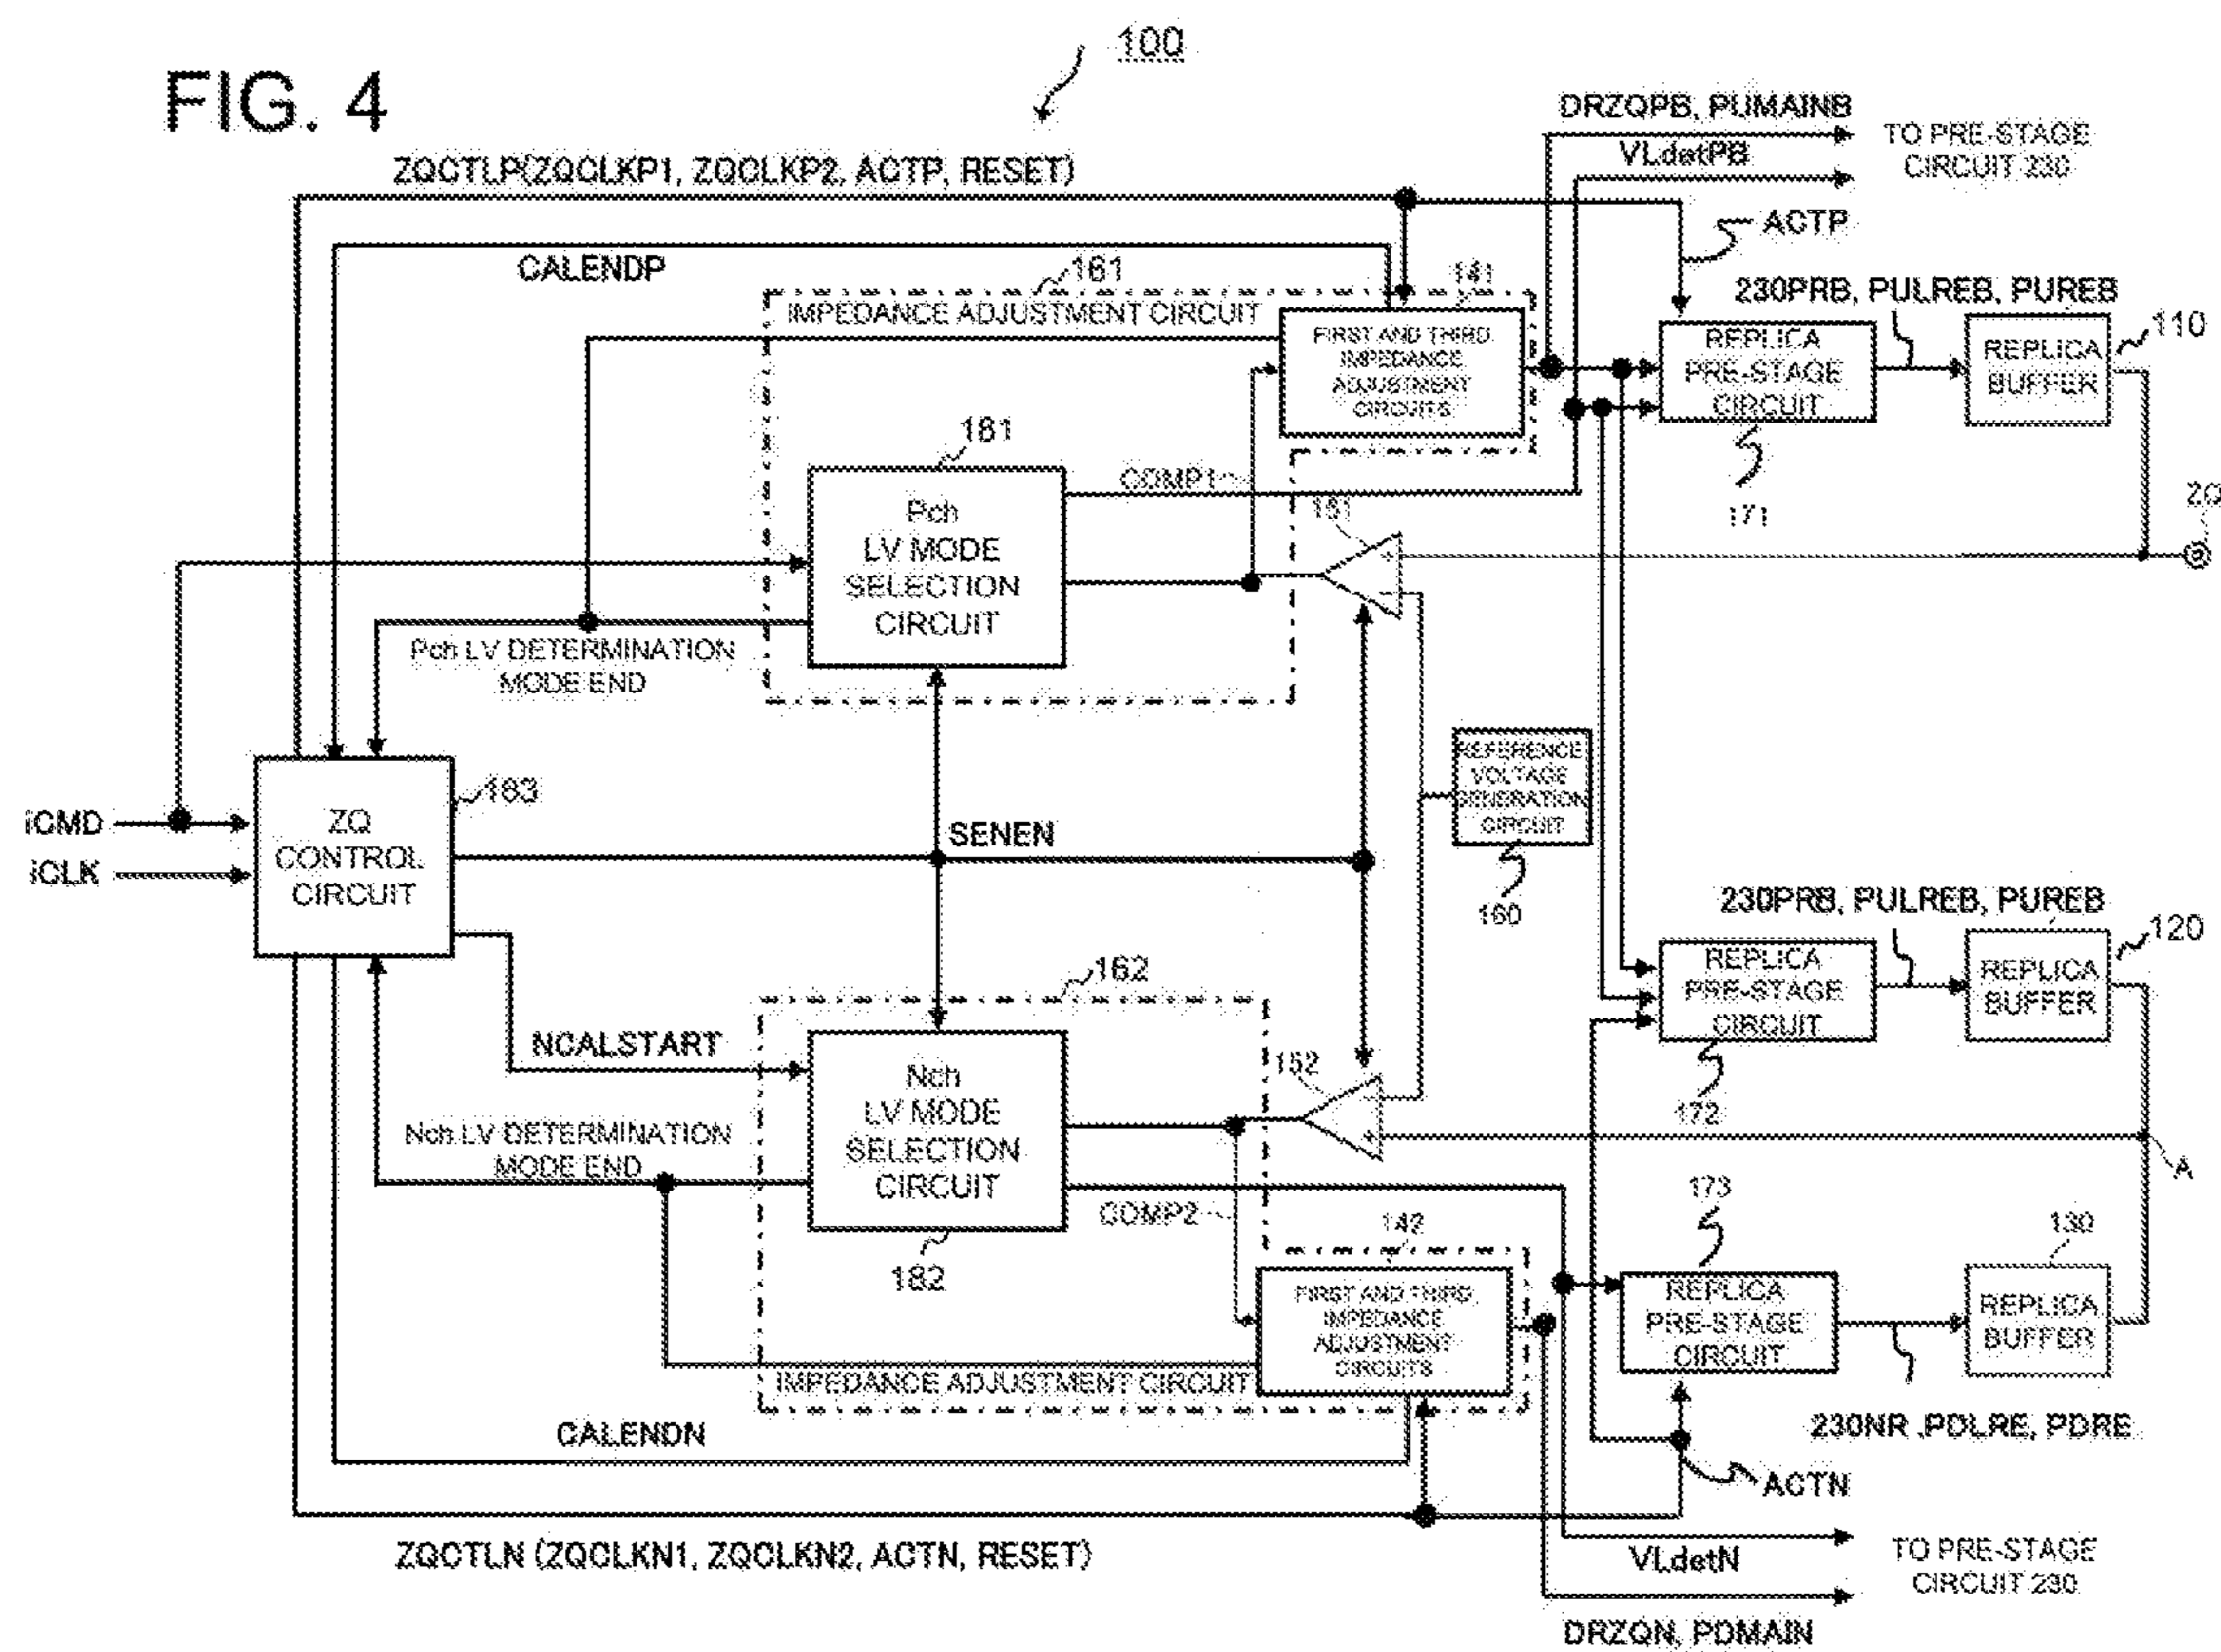 FIG. 4
100
DRZQPB, PUMAINB
TO PRE-STAGE
CIRCUIT 230
VLdetPB
ZQCTLP(ZQCLKP1, ZQCLKP2, ACTP, RESET)
ACTP
CALENDP
161
141
IMPEDANCE ADJUSTMENT CIRCUIT
FIRST AND THIRD
IMPEDANCE
ADJUSTMENT
CIRCUITS
230PRB, PULREB, PUREB
REPLICA
PRE-STAGE
CIRCUIT
REPLICA
BUFFER
110
171
181
COMP1
151
ZQ
Pch
LV MODE
SELECTION
CIRCUIT
Pch LV DETERMINATION
MODE END
REFERENCE
VOLTAGE
GENERATION
CIRCUIT
160
183
iCMD
iCLK
ZQ
CONTROL
CIRCUIT
SENEN
230PRB, PULREB, PUREB
REPLICA
PRE-STAGE
CIRCUIT
REPLICA
BUFFER
120
172
162
NCALSTART
152
Nch
LV MODE
SELECTION
CIRCUIT
Nch LV DETERMINATION
MODE END
182
COMP2
A
142
173
130
FIRST AND THIRD
IMPEDANCE
ADJUSTMENT
CIRCUITS
REPLICA
PRE-STAGE
CIRCUIT
REPLICA
BUFFER
IMPEDANCE ADJUSTMENT CIRCUIT
230NR ,PDLRE, PDRE
CALENDN
ACTN
ZQCTLN (ZQCLKN1, ZQCLKN2, ACTN, RESET)
VLdetN
TO PRE-STAGE
CIRCUIT 230
DRZQN, PDMAIN